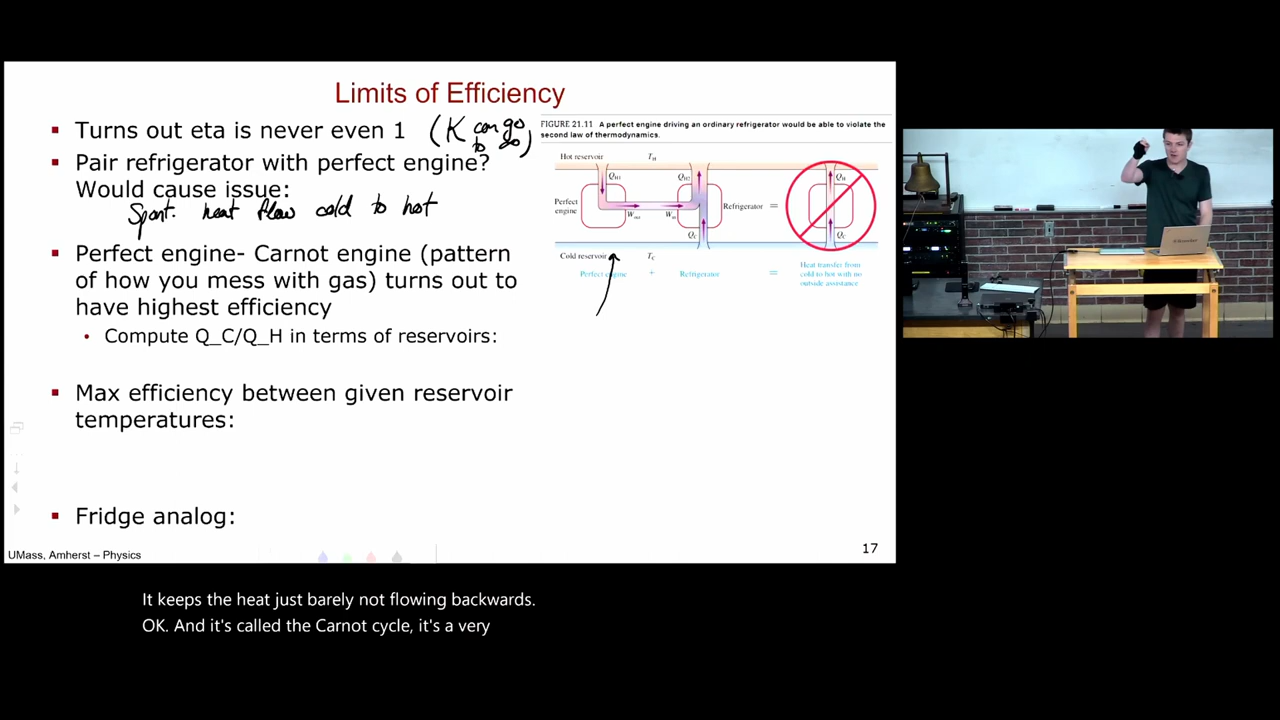 Limits of Efficiency
▪ Turns out eta is never even 1 (K can go to
▪ Pair refrigerator with perfect engine?
Would cause issue:
Spont. heat flow cold to hot
▪ Perfect engine- Carnot engine (pattern
of how you mess with gas) turns out to
have highest efficiency
• Compute Q_C/Q_H in terms of reservoirs:
▪ Max efficiency between given reservoir
temperatures:
▪ Fridge analog:
FIGURE 21.11 A perfect engine driving an ordinary refrigerator would be able to violate the
second law of thermodynamics.
Hot reservoir T_H
Q_H1 Q_H2 Q_H
Perfect
engine
W_out W_in
Refrigerator =
Q_C Q_C
Cold reservoir T_C
Perfect engine + Refrigerator =
Heat transfer from
cold to hot with no
outside assistance
UMass, Amherst – Physics
17
It keeps the heat just barely not flowing backwards.
OK. And it's called the Carnot cycle, it's a very